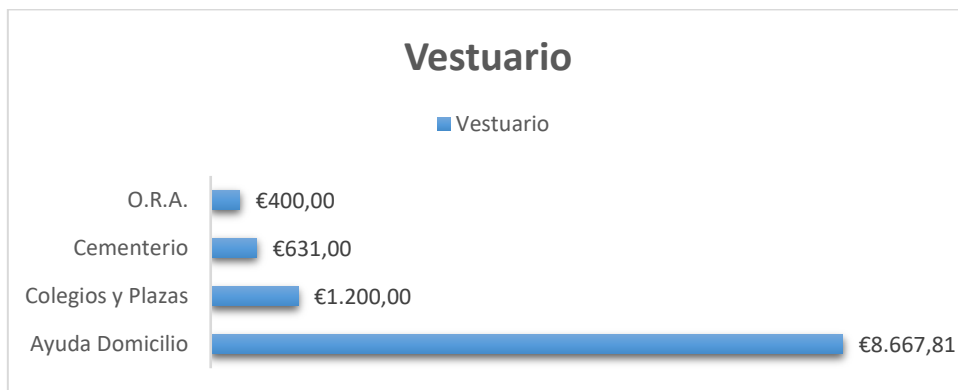 Vestuario
Vestuario
O.R.A. €400,00
Cementerio €631,00
Colegios y Plazas €1.200,00
Ayuda Domicilio €8.667,81